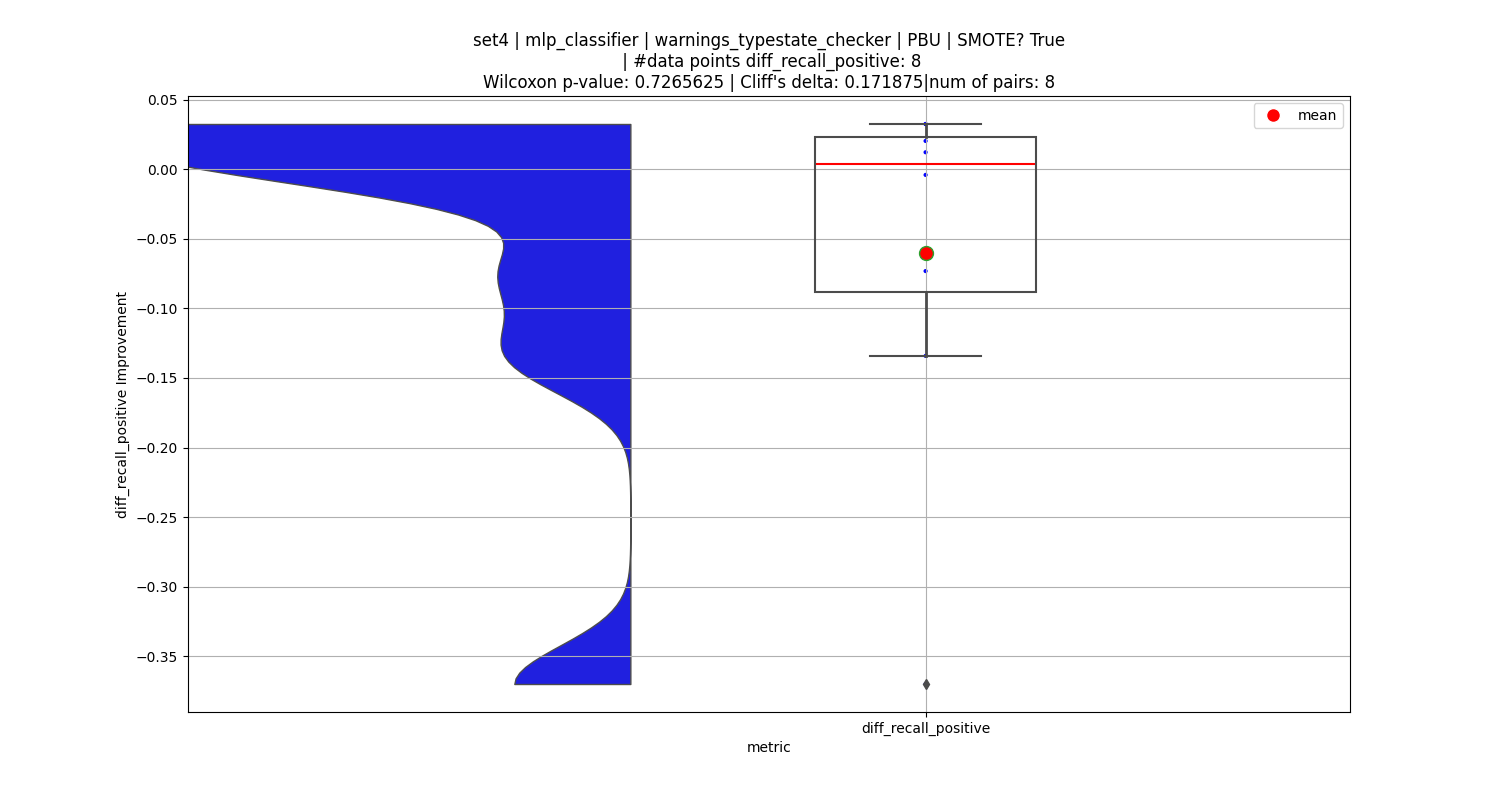 set4 | mlp_classifier | warnings_typestate_checker | PBU | SMOTE? True
| #data points diff_recall_positive: 8
Wilcoxon p-value: 0.7265625 | Cliff's delta: 0.171875|num of pairs: 8
mean
0.05
0.00
−0.05
−0.10
−0.15
−0.20
−0.25
−0.30
−0.35
diff_recall_positive Improvement
diff_recall_positive
metric